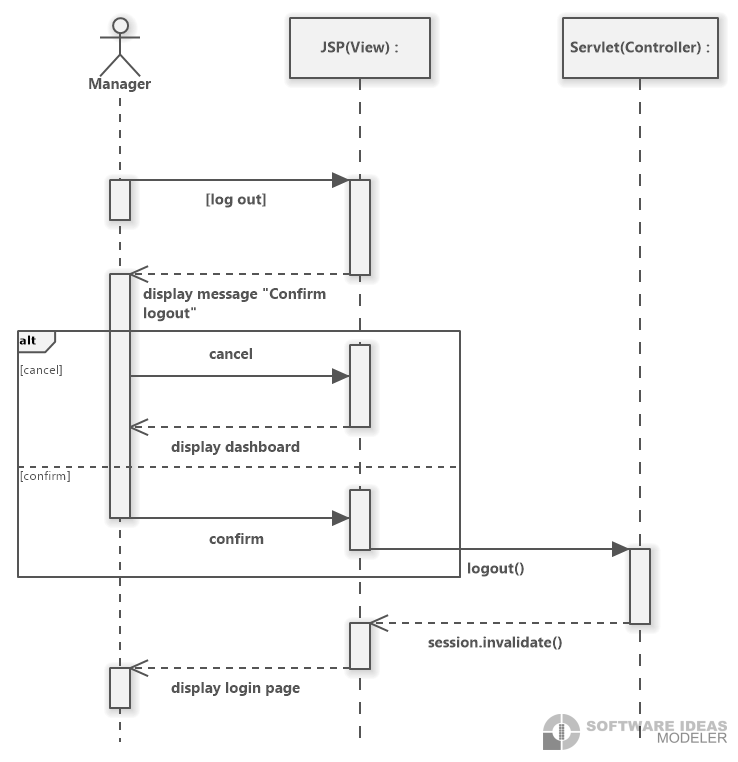 JSP(View) :
Servlet(Controller) :
Manager
[log out]
display message "Confirm
logout"
alt
cancel
[cancel]
display dashboard
[confirm]
confirm
logout()
session.invalidate()
display login page
SOFTWARE IDEAS
MODELER